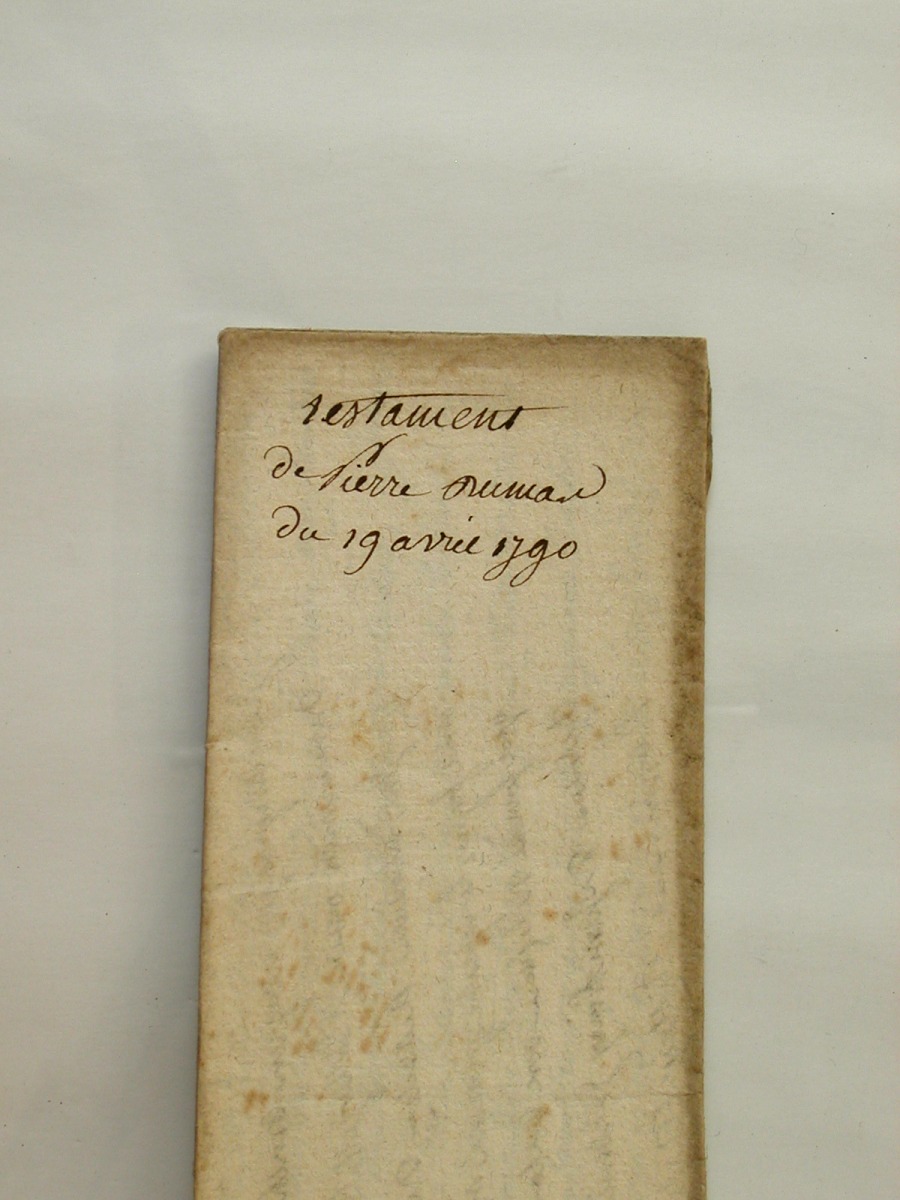 testament
de Pierre Dumas
du 19 avril 1790